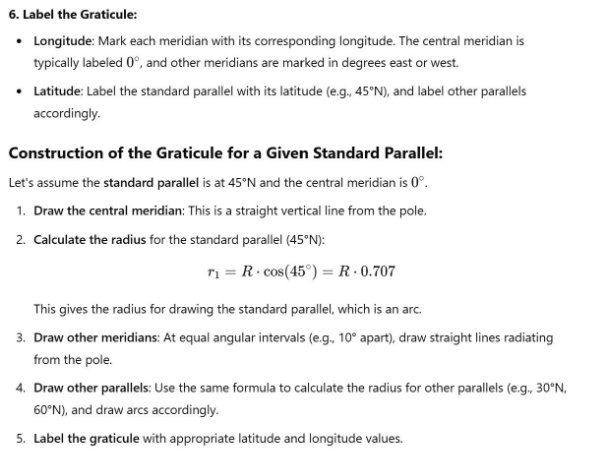 6. Label the Graticule:
• Longitude: Mark each meridian with its corresponding longitude. The central meridian is
typically labeled 0°, and other meridians are marked in degrees east or west.
• Latitude: Label the standard parallel with its latitude (e.g., 45°N), and label other parallels
accordingly.
Construction of the Graticule for a Given Standard Parallel:
Let's assume the standard parallel is at 45°N and the central meridian is 0°.
1. Draw the central meridian: This is a straight vertical line from the pole.
2. Calculate the radius for the standard parallel (45°N):
r₁ = R · cos(45°) = R · 0.707
This gives the radius for drawing the standard parallel, which is an arc.
3. Draw other meridians: At equal angular intervals (e.g., 10° apart), draw straight lines radiating
from the pole.
4. Draw other parallels: Use the same formula to calculate the radius for other parallels (e.g., 30°N,
60°N), and draw arcs accordingly.
5. Label the graticule with appropriate latitude and longitude values.